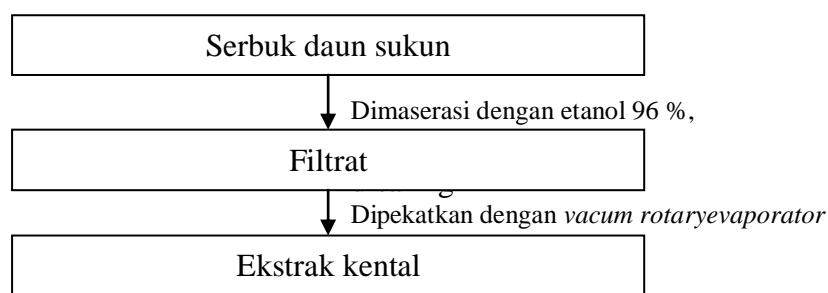 Serbuk daun sukun
Dimaserasi dengan etanol 96 %,
Filtrat
Dipekatkan dengan vacum rotaryevaporator
Ekstrak kental